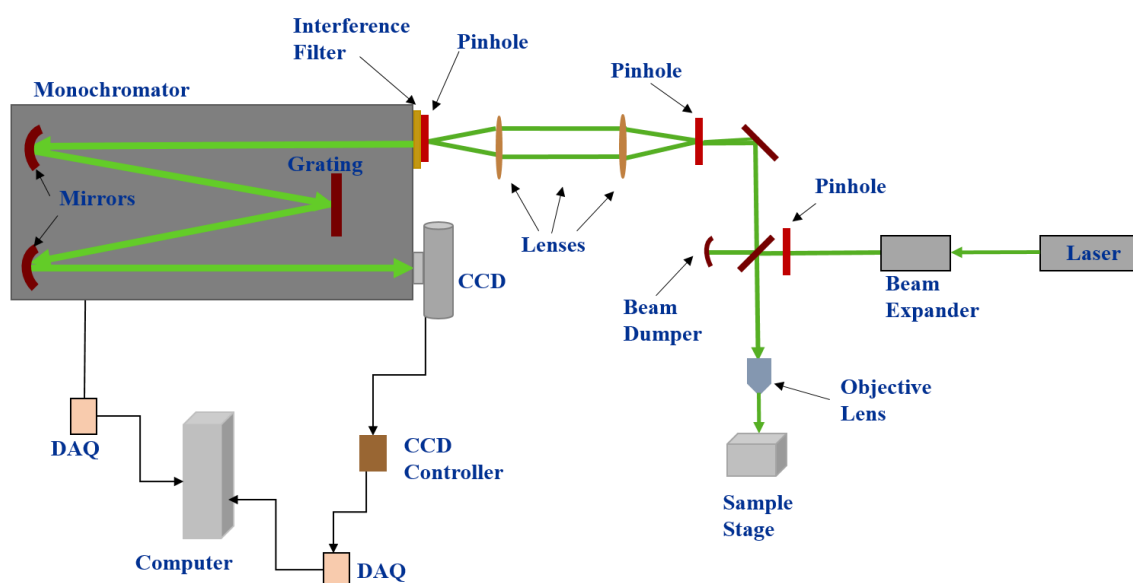 Interference
Filter
Pinhole
Pinhole
Monochromator
Grating
Mirrors
Pinhole
Lenses
CCD
Laser
Beam
Dumper
Beam
Expander
Objective
Lens
DAQ
CCD
Controller
Sample
Stage
Computer
DAQ